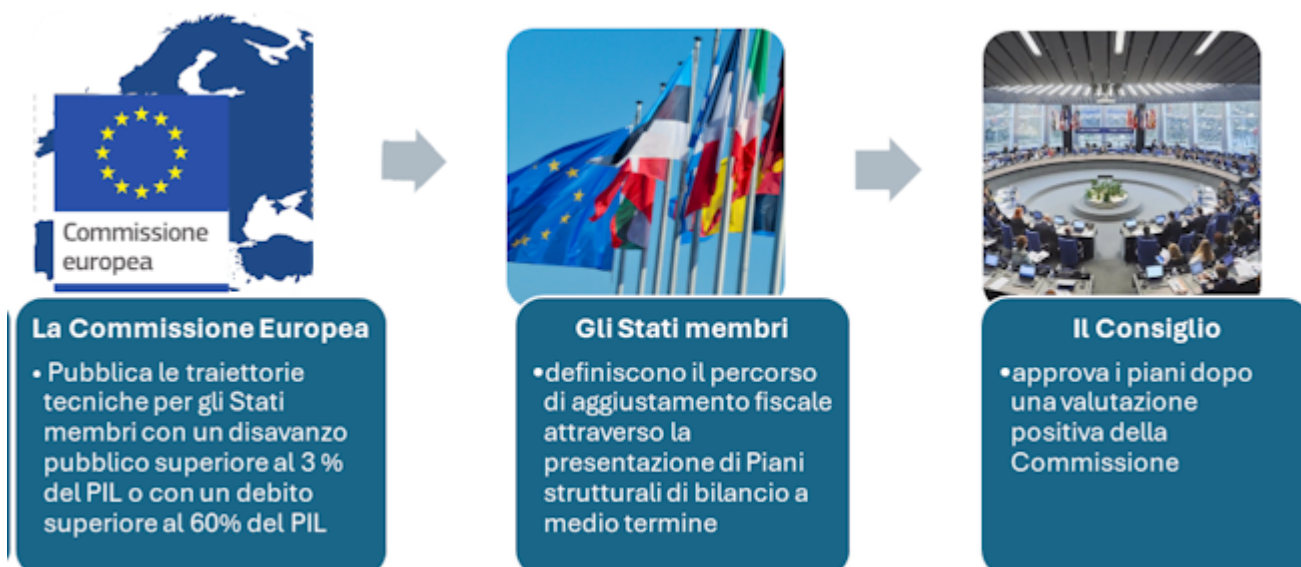 Commissione
europea
La Commissione Europea
• Pubblica le traiettorie
tecniche per gli Stati
membri con un disavanzo
pubblico superiore al 3 %
del PIL o con un debito
superiore al 60% del PIL
Gli Stati membri
•definiscono il percorso
di aggiustamento fiscale
attraverso la
presentazione di Piani
strutturali di bilancio a
medio termine
Il Consiglio
•approva i piani dopo
una valutazione
positiva della
Commissione